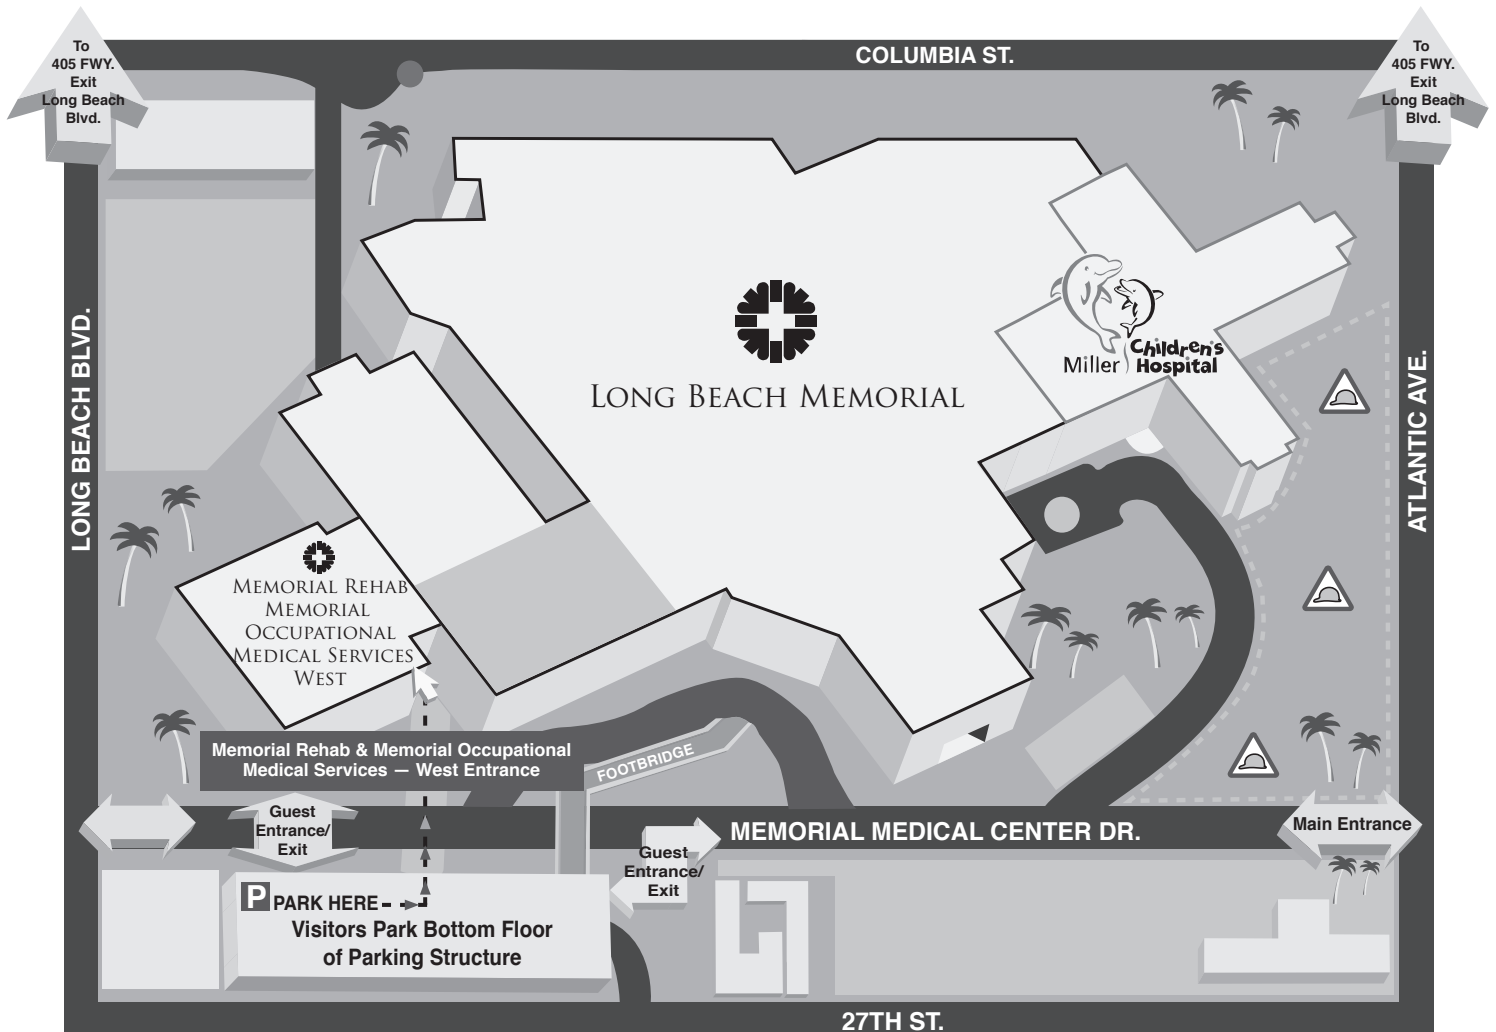 To
405 FWY.
Exit
Long Beach
Blvd.
COLUMBIA ST.
To
405 FWY.
Exit
Long Beach
Blvd.
LONG BEACH BLVD.
LONG BEACH MEMORIAL
Miller Children's
Hospital
ATLANTIC AVE.
MEMORIAL REHAB
MEMORIAL
OCCUPATIONAL
MEDICAL SERVICES
WEST
Memorial Rehab & Memorial Occupational
Medical Services — West Entrance
FOOTBRIDGE
Guest
Entrance/
Exit
Guest
Entrance/
Exit
MEMORIAL MEDICAL CENTER DR.
Main Entrance
P PARK HERE
Visitors Park Bottom Floor
of Parking Structure
27TH ST.